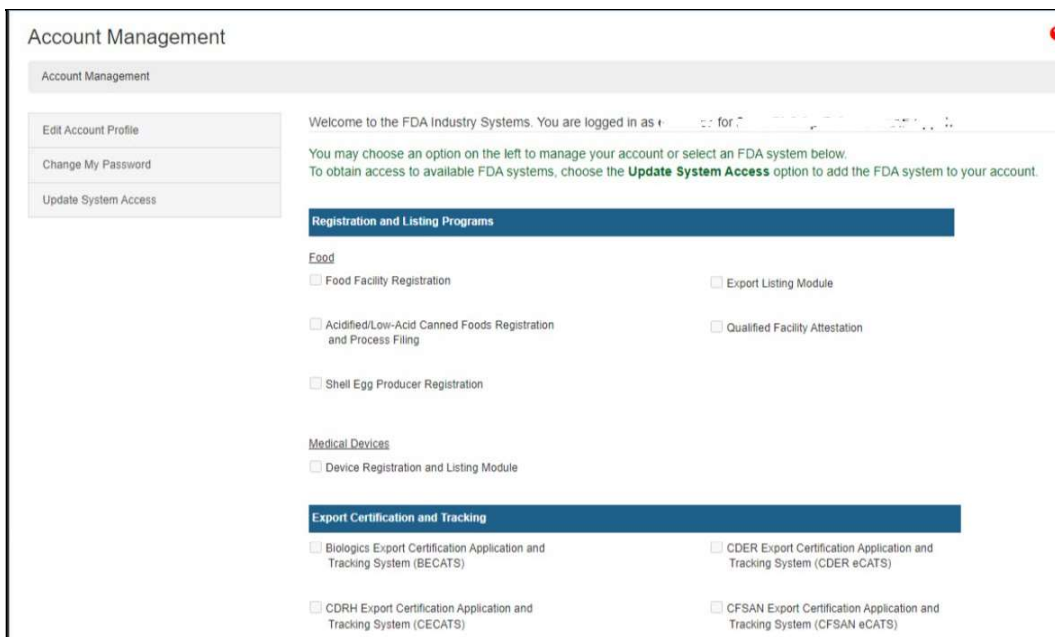 Account Management
Account Management
Edit Account Profile
Change My Password
Update System Access
Welcome to the FDA Industry Systems. You are logged in as for
You may choose an option on the left to manage your account or select an FDA system below.
To obtain access to available FDA systems, choose the Update System Access option to add the FDA system to your account.
Registration and Listing Programs
Food
Food Facility Registration
Export Listing Module
Acidified/Low-Acid Canned Foods Registration
and Process Filing
Qualified Facility Attestation
Shell Egg Producer Registration
Medical Devices
Device Registration and Listing Module
Export Certification and Tracking
Biologics Export Certification Application and
Tracking System (BECATS)
CDER Export Certification Application and
Tracking System (CDER eCATS)
CDRH Export Certification Application and
Tracking System (CECATS)
CFSAN Export Certification Application and
Tracking System (CFSAN eCATS)